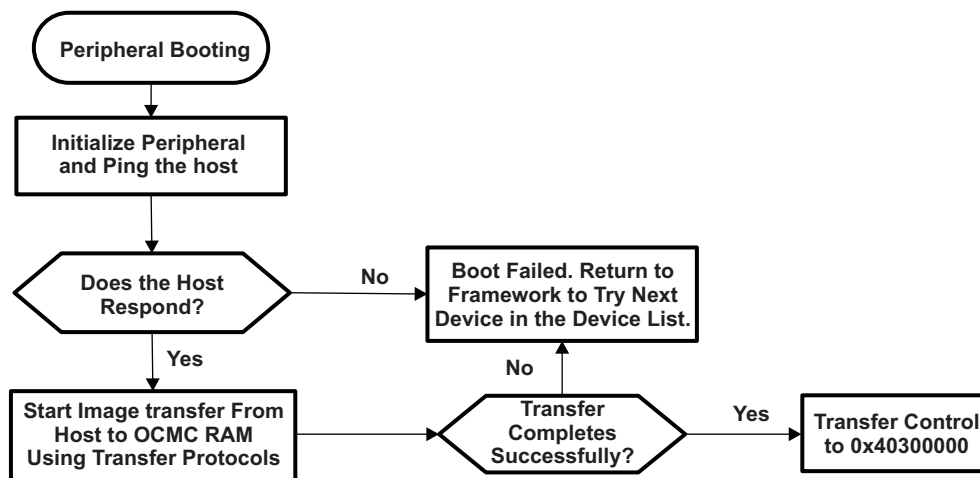 Peripheral Booting
Initialize Peripheral
and Ping the host
Does the Host
Respond?
No
Boot Failed. Return to
Framework to Try Next
Device in the Device List.
Yes
No
Start Image transfer From
Host to OCMC RAM
Using Transfer Protocols
Transfer
Completes
Successfully?
Yes
Transfer Control
to 0x40300000